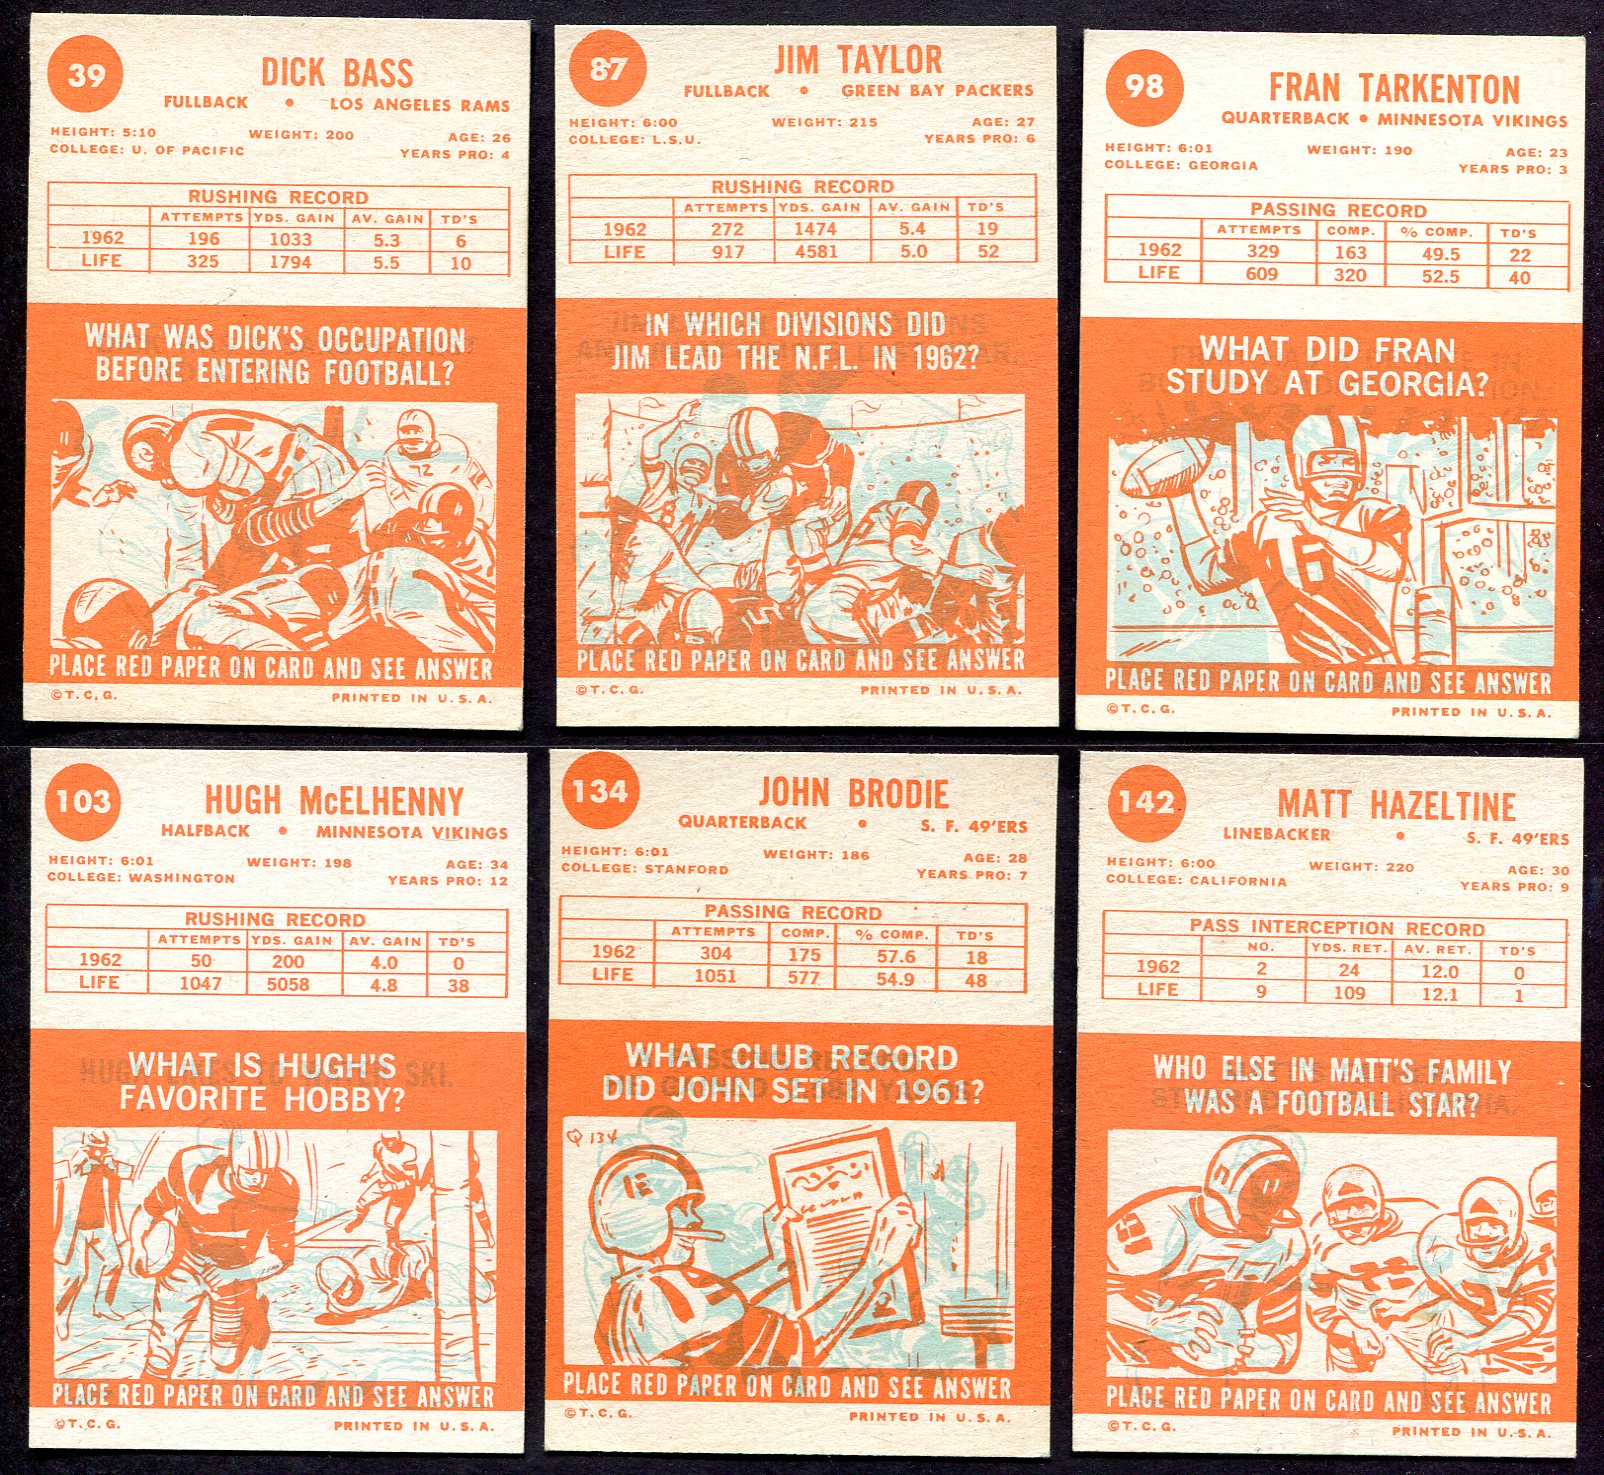 39
DICK BASS
FULLBACK • LOS ANGELES RAMS
HEIGHT: 5:10 WEIGHT: 200 AGE: 26
COLLEGE: U. OF PACIFIC YEARS PRO: 4
RUSHING RECORD
ATTEMPTS YDS. GAIN AV. GAIN TD'S
1962 196 1033 5.3 6
LIFE 325 1794 5.5 10
WHAT WAS DICK'S OCCUPATION
BEFORE ENTERING FOOTBALL?
72
PLACE RED PAPER ON CARD AND SEE ANSWER
©T.C.G. PRINTED IN U.S.A.
87
JIM TAYLOR
FULLBACK • GREEN BAY PACKERS
HEIGHT: 6:00 WEIGHT: 215 AGE: 27
COLLEGE: L.S.U. YEARS PRO: 6
RUSHING RECORD
ATTEMPTS YDS. GAIN AV. GAIN TD'S
1962 272 1474 5.4 19
LIFE 917 4581 5.0 52
IN WHICH DIVISIONS DID
JIM LEAD THE N.F.L. IN 1962?
PLACE RED PAPER ON CARD AND SEE ANSWER
©T.C.G. PRINTED IN U.S.A.
98
FRAN TARKENTON
QUARTERBACK • MINNESOTA VIKINGS
HEIGHT: 6:01 WEIGHT: 190 AGE: 23
COLLEGE: GEORGIA YEARS PRO: 3
PASSING RECORD
ATTEMPTS COMP. % COMP. TD'S
1962 329 163 49.5 22
LIFE 609 320 52.5 40
WHAT DID FRAN
STUDY AT GEORGIA?
16
PLACE RED PAPER ON CARD AND SEE ANSWER
©T.C.G. PRINTED IN U.S.A.
103
HUGH McELHENNY
HALFBACK • MINNESOTA VIKINGS
HEIGHT: 6:01 WEIGHT: 198 AGE: 34
COLLEGE: WASHINGTON YEARS PRO: 12
RUSHING RECORD
ATTEMPTS YDS. GAIN AV. GAIN TD'S
1962 50 200 4.0 0
LIFE 1047 5058 4.8 38
WHAT IS HUGH'S
FAVORITE HOBBY?
PLACE RED PAPER ON CARD AND SEE ANSWER
©T.C.G. PRINTED IN U.S.A.
134
JOHN BRODIE
QUARTERBACK • S. F. 49'ERS
HEIGHT: 6:01 WEIGHT: 186 AGE: 28
COLLEGE: STANFORD YEARS PRO: 7
PASSING RECORD
ATTEMPTS COMP. % COMP. TD'S
1962 304 175 57.6 18
LIFE 1051 577 54.9 48
WHAT CLUB RECORD
DID JOHN SET IN 1961?
Q 134
PLACE RED PAPER ON CARD AND SEE ANSWER
©T.C.G. PRINTED IN U.S.A.
142
MATT HAZELTINE
LINEBACKER • S. F. 49'ERS
HEIGHT: 6:00 WEIGHT: 220 AGE: 30
COLLEGE: CALIFORNIA YEARS PRO: 9
PASS INTERCEPTION RECORD
NO. YDS. RET. AV. RET. TD'S
1962 2 24 12.0 0
LIFE 9 109 12.1 1
WHO ELSE IN MATT'S FAMILY
WAS A FOOTBALL STAR?
PLACE RED PAPER ON CARD AND SEE ANSWER
©T.C.G. PRINTED IN U.S.A.